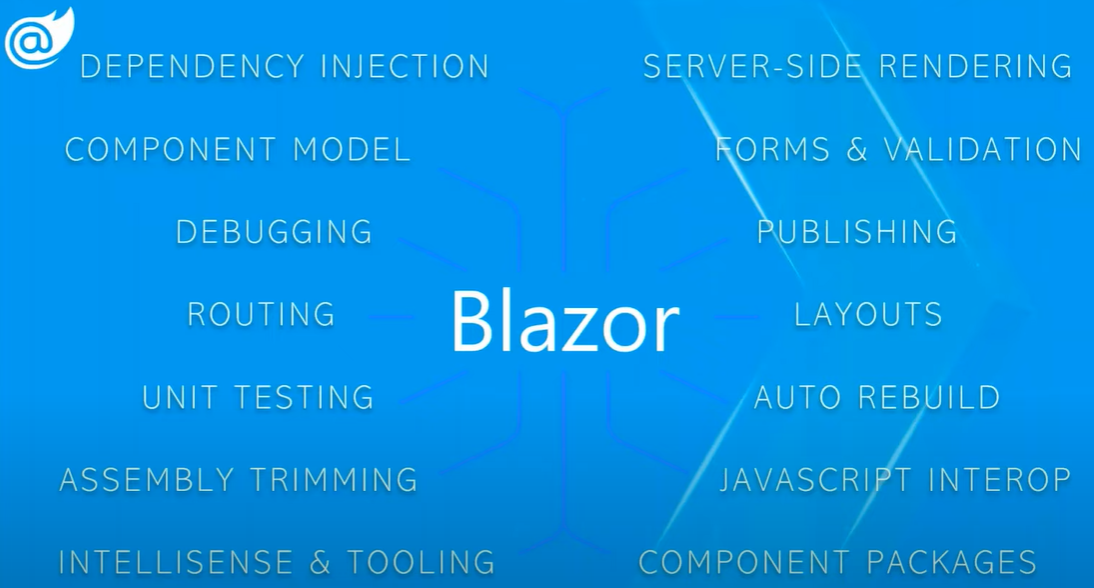 @
DEPENDENCY INJECTION
SERVER-SIDE RENDERING
COMPONENT MODEL
FORMS & VALIDATION
DEBUGGING
PUBLISHING
ROUTING
Blazor
LAYOUTS
UNIT TESTING
AUTO REBUILD
ASSEMBLY TRIMMING
JAVASCRIPT INTEROP
INTELLISENSE & TOOLING
COMPONENT PACKAGES